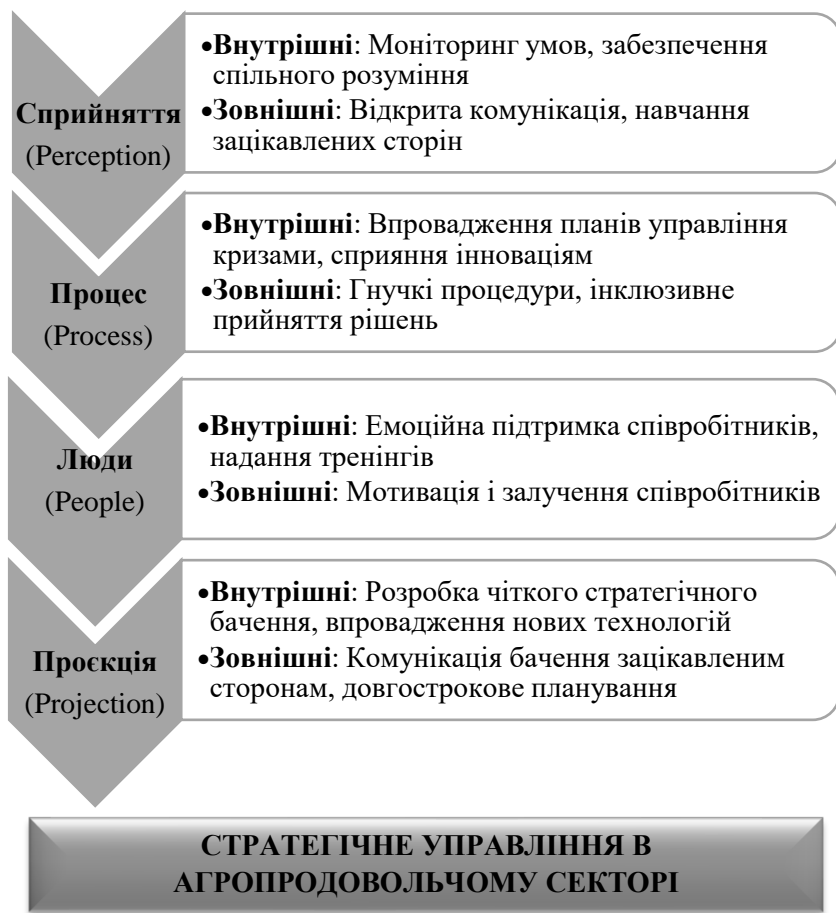 Сприйняття
(Perception)
•Внутрішні: Моніторинг умов, забезпечення
спільного розуміння
•Зовнішні: Відкрита комунікація, навчання
зацікавлених сторін
Процес
(Process)
•Внутрішні: Впровадження планів управління
кризами, сприяння інноваціям
•Зовнішні: Гнучкі процедури, інклюзивне
прийняття рішень
Люди
(People)
•Внутрішні: Емоційна підтримка співробітників,
надання тренінгів
•Зовнішні: Мотивація і залучення співробітників
Проєкція
(Projection)
•Внутрішні: Розробка чіткого стратегічного
бачення, впровадження нових технологій
•Зовнішні: Комунікація бачення зацікавленим
сторонам, довгострокове планування
СТРАТЕГІЧНЕ УПРАВЛІННЯ В
АГРОПРОДОВОЛЬЧОМУ СЕКТОРІ